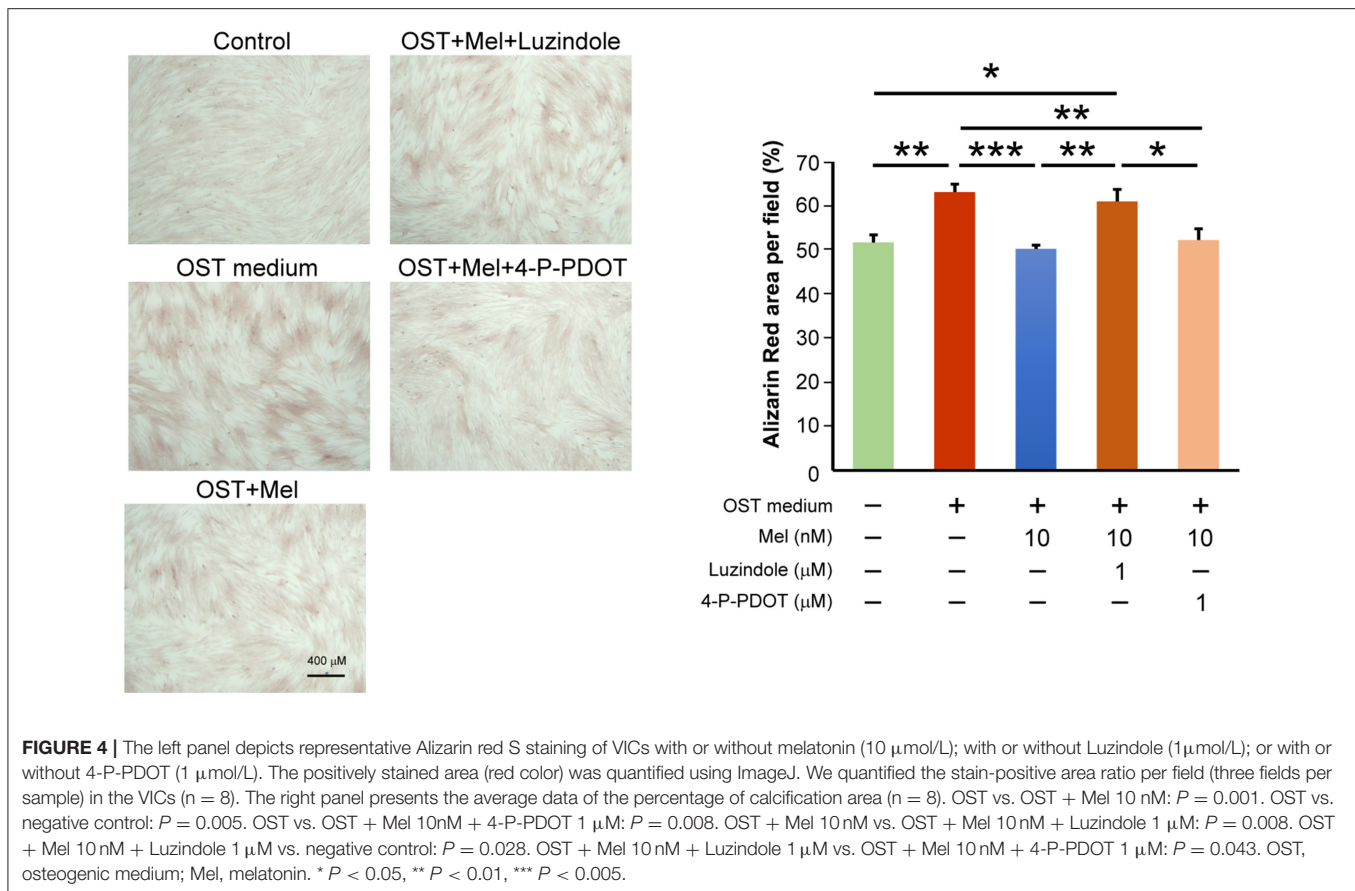 Control
OST+Mel+Luzindole
OST medium
OST+Mel+4-P-PDOT
OST+Mel
400 μM
*
**
** *** ** *
Alizarin Red area per field (%)
70
60
50
40
30
20
10
0
OST medium − + + + +
Mel (nM) − − 10 10 10
Luzindole (μM) − − − 1 −
4-P-PDOT (μM) − − − − 1
FIGURE 4 | The left panel depicts representative Alizarin red S staining of VICs with or without melatonin (10 μmol/L); with or without Luzindole (1μmol/L); or with or
without 4-P-PDOT (1 μmol/L). The positively stained area (red color) was quantified using ImageJ. We quantified the stain-positive area ratio per field (three fields per
sample) in the VICs (n = 8). The right panel presents the average data of the percentage of calcification area (n = 8). OST vs. OST + Mel 10 nM: P = 0.001. OST vs.
negative control: P = 0.005. OST vs. OST + Mel 10nM + 4-P-PDOT 1 μM: P = 0.008. OST + Mel 10 nM vs. OST + Mel 10 nM + Luzindole 1 μM: P = 0.008. OST
+ Mel 10 nM + Luzindole 1 μM vs. negative control: P = 0.028. OST + Mel 10 nM + Luzindole 1 μM vs. OST + Mel 10 nM + 4-P-PDOT 1 μM: P = 0.043. OST,
osteogenic medium; Mel, melatonin. * P < 0.05, ** P < 0.01, *** P < 0.005.